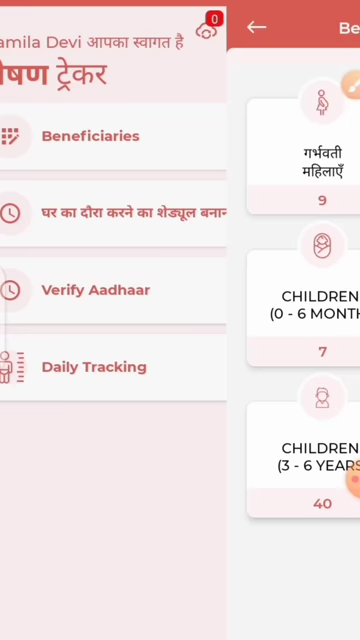 0
amila Devi आपका स्वागत है
षण ट्रेकर
Beneficiaries
घर का दौरा करने का शेड्यूल बनान
Verify Aadhaar
Daily Tracking
Be
गर्भवती
महिलाएँ
9
CHILDREN
(0 - 6 MONTH
7
CHILDREN
(3 - 6 YEARS
40